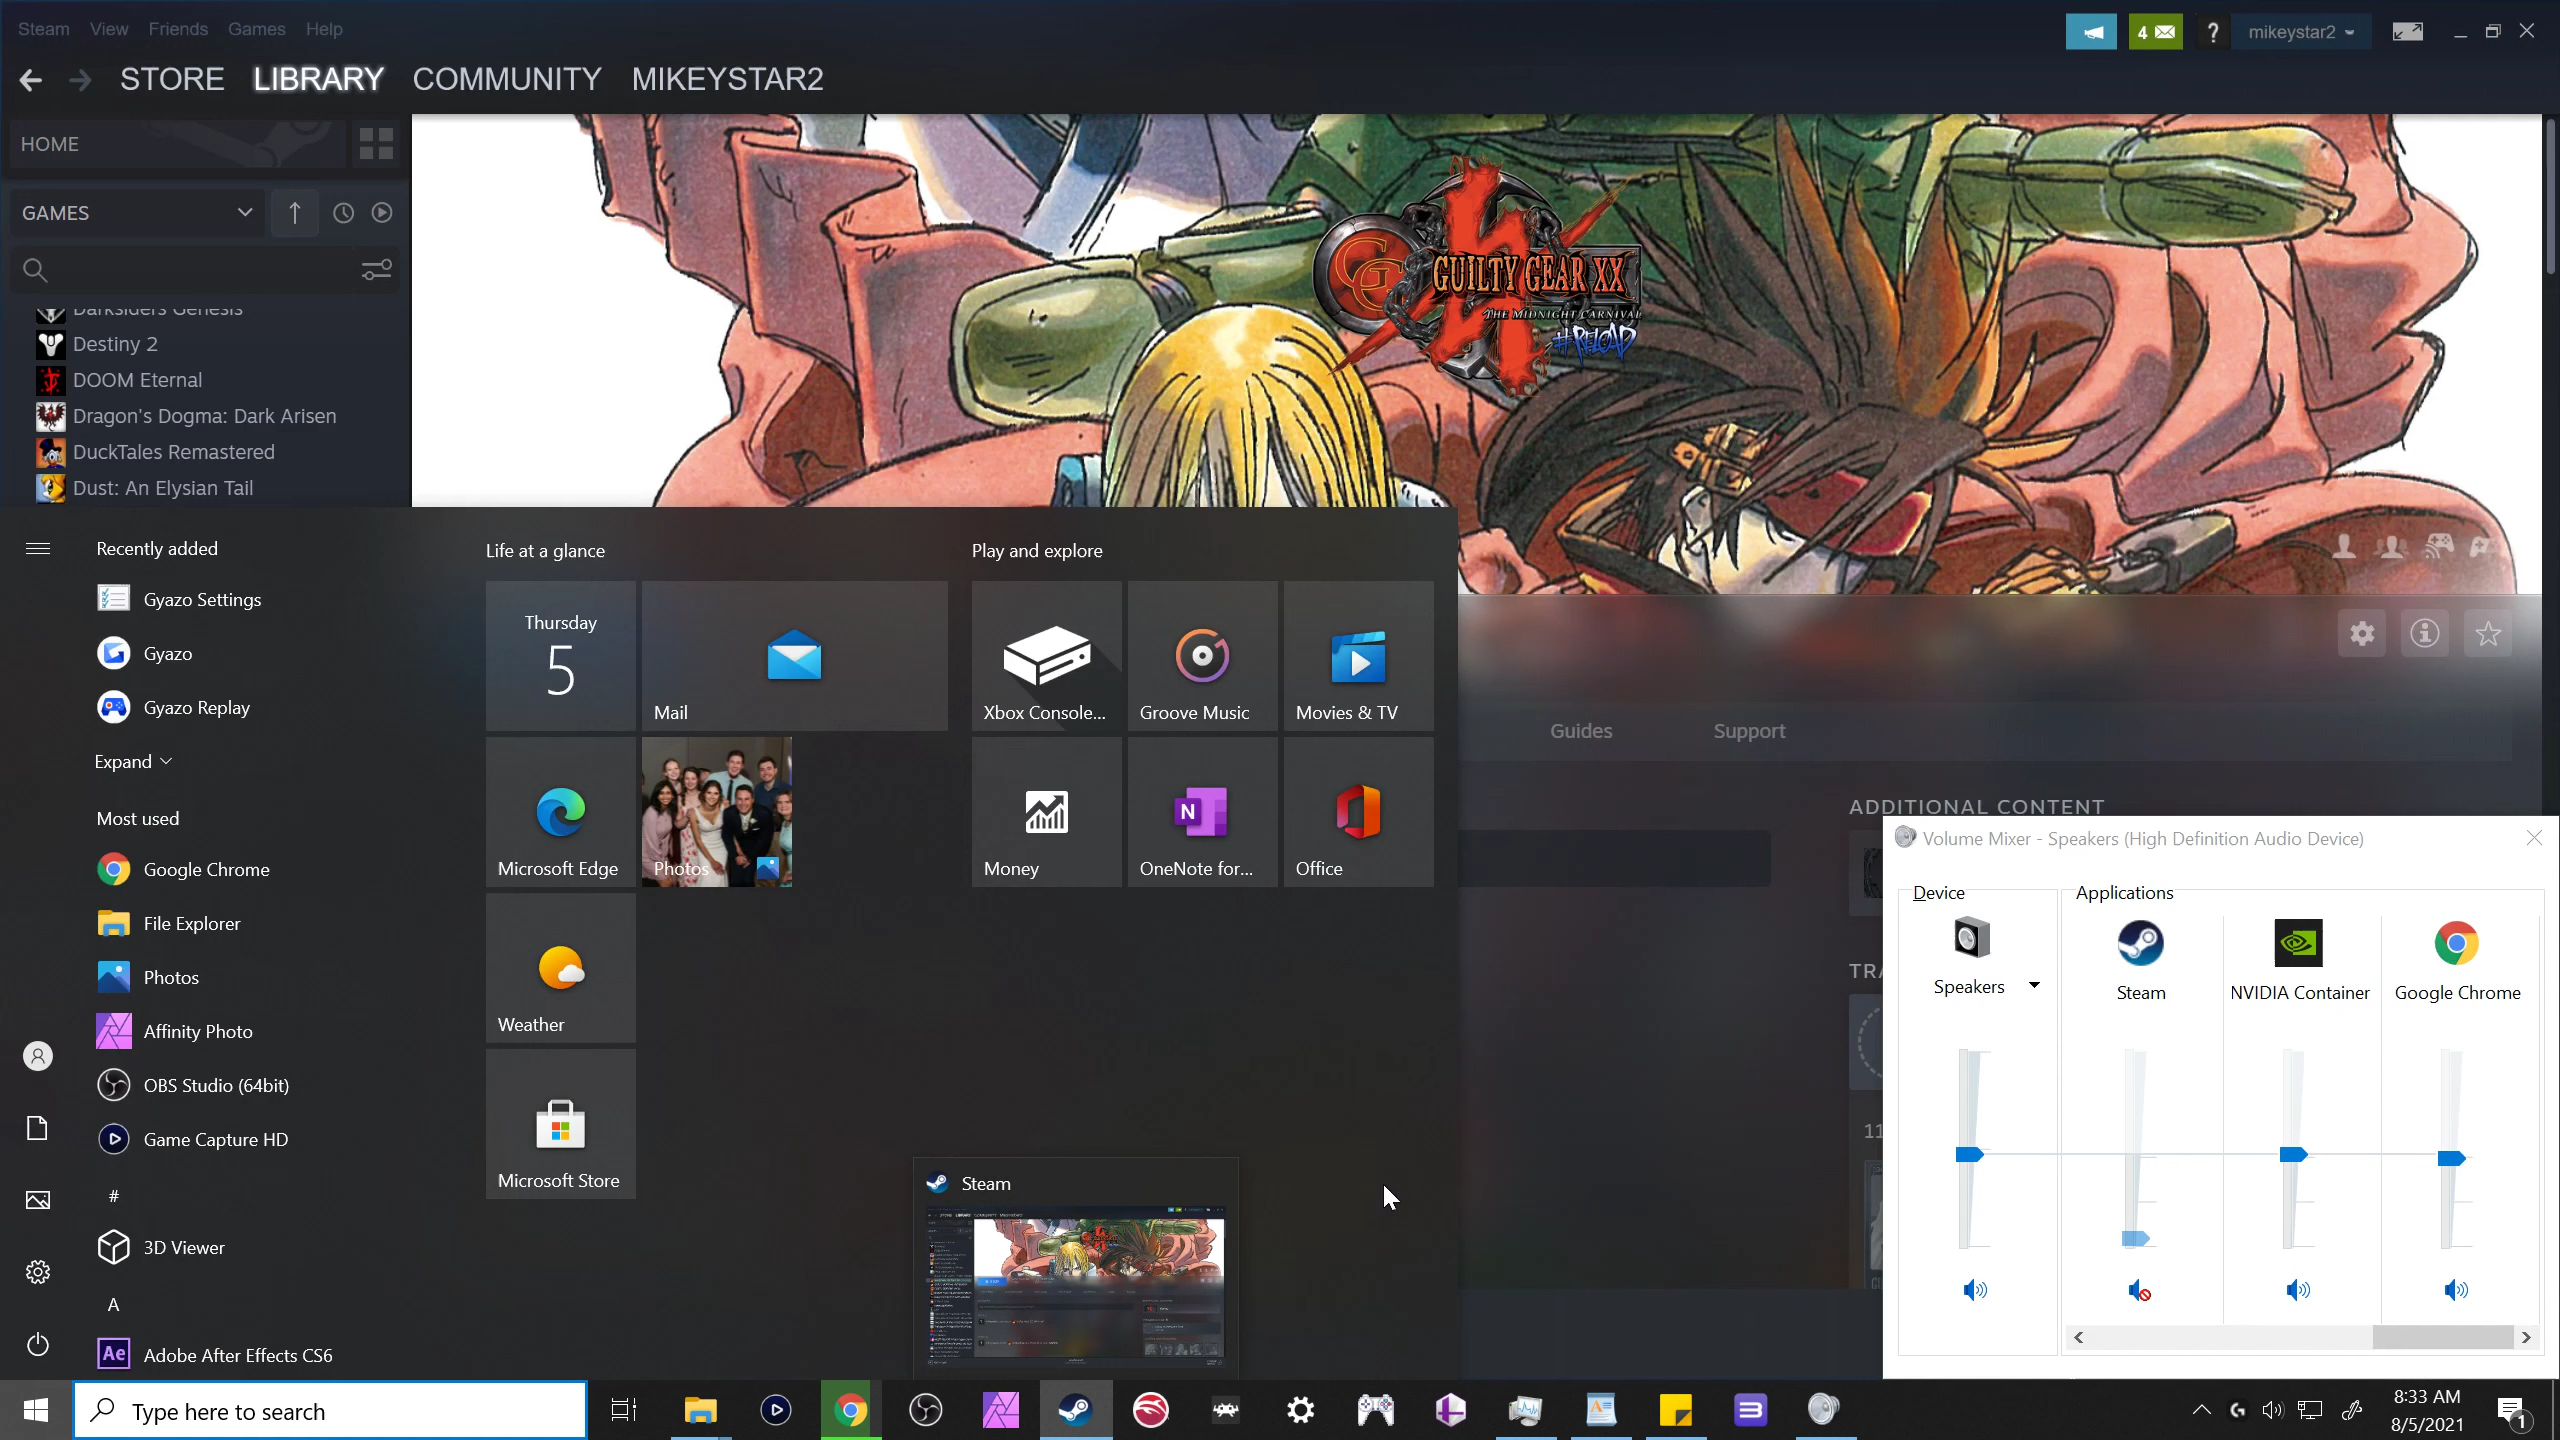 Steam View Friends Games Help
4 ? mikeystar2
STORE LIBRARY COMMUNITY MIKEYSTAR2
HOME
GAMES
Darksiders Genesis
Destiny 2
DOOM Eternal
Dragon's Dogma: Dark Arisen
DuckTales Remastered
Dust: An Elysian Tail
GUILTY GEAR XX
THE MIDNIGHT CARNIVAL
#RELOAD
Recently added
Gyazo Settings
Gyazo
Gyazo Replay
Expand
Most used
Google Chrome
File Explorer
Photos
Affinity Photo
OBS Studio (64bit)
Game Capture HD
#
3D Viewer
A
Ae Adobe After Effects CS6
Life at a glance
Thursday
5
Mail
Microsoft Edge
Photos
Weather
Microsoft Store
Play and explore
Xbox Console...
Groove Music
Movies & TV
Money
OneNote for...
Office
Steam
Guides Support
ADDITIONAL CONTENT
Volume Mixer - Speakers (High Definition Audio Device)
Device
Speakers
Applications
Steam
NVIDIA Container
Google Chrome
Type here to search
8:33 AM
8/5/2021
1